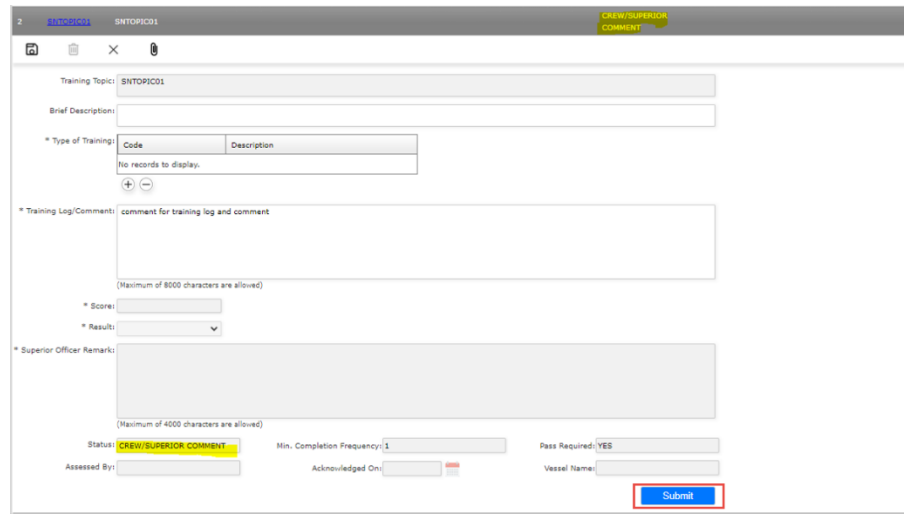 2 SNTOPIC01 SNTOPIC01 CREW/SUPERIOR
COMMENT
Training Topic: SNTOPIC01
Brief Description:
* Type of Training: Code Description
No records to display.
* Training Log/Comment: comment for training log and comment
(Maximum of 8000 characters are allowed)
* Score:
* Result:
* Superior Officer Remark:
(Maximum of 4000 characters are allowed)
Status: CREW/SUPERIOR COMMENT Min. Completion Frequency: 1 Pass Required: YES
Assessed By: Acknowledged On: Vessel Name:
Submit